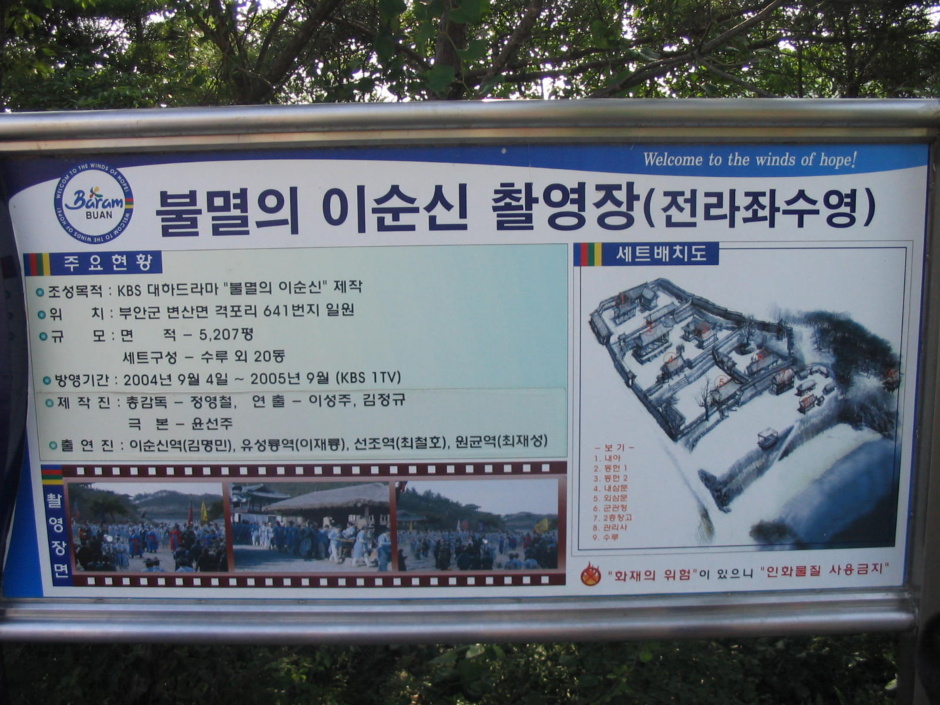 Welcome to the winds of hope!
WELCOME TO THE WINDS OF HOPE!
Baram
BUAN
불멸의 이순신 촬영장(전라좌수영)
주요현황
조성목적 : KBS 대하드라마 "불멸의 이순신" 제작
위 치 : 부안군 변산면 격포리 641번지 일원
규 모 : 면 적 - 5,207평
세트구성 - 수루 외 20동
방영기간 : 2004년 9월 4일 ~ 2005년 9월 (KBS 1TV)
제 작 진 : 총감독 - 정영철, 연 출 - 이성주, 김정규
극 본 - 윤선주
출 연 진 : 이순신역(김명민), 유성룡역(이재룡), 선조역(최철호), 원균역(최재성)
촬영장면
세트배치도
- 보 기 -
1. 내아
2. 동헌 1
3. 동헌 2
4. 내삼문
5. 외삼문
6. 군관청
7. 2층창고
8. 관리사
9. 수루
"화재의 위험"이 있으니 "인화물질 사용금지"